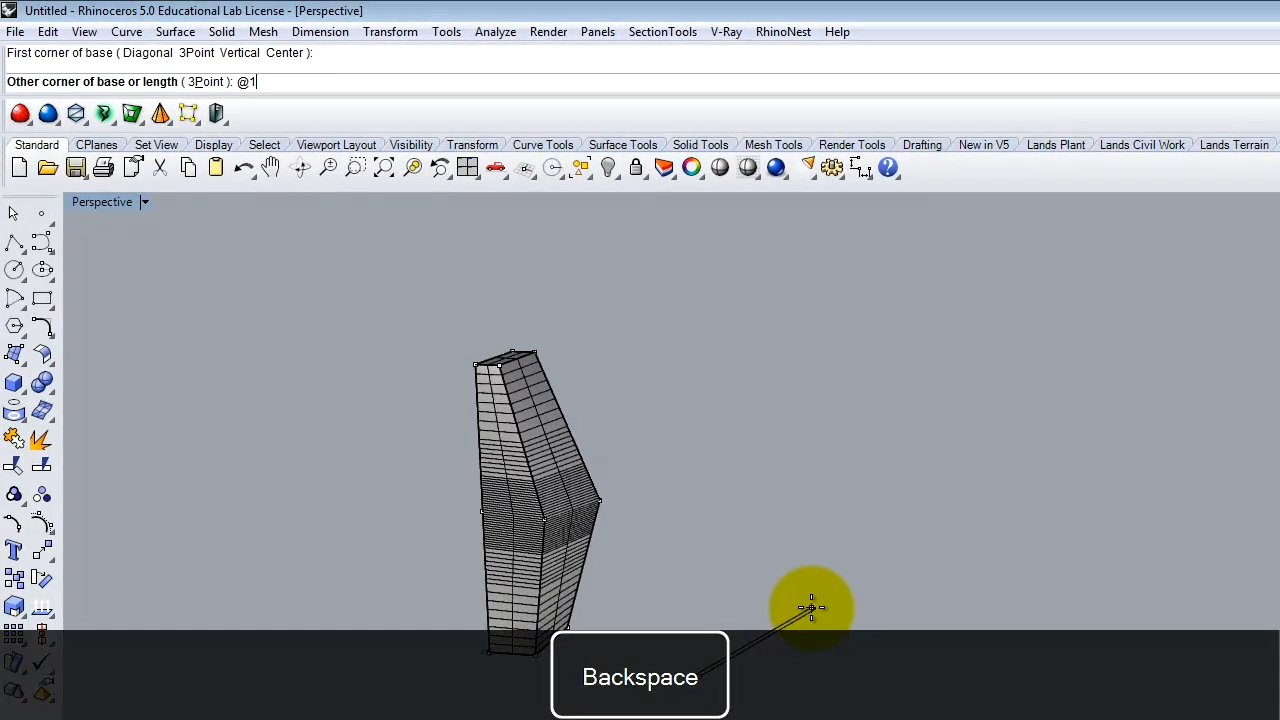 Untitled - Rhinoceros 5.0 Educational Lab License - [Perspective]
File Edit View Curve Surface Solid Mesh Dimension Transform Tools Analyze Render Panels SectionTools V-Ray RhinoNest Help
First corner of base ( Diagonal 3Point Vertical Center ):
Other corner of base or length ( 3Point ): @1
Standard CPlanes Set View Display Select Viewport Layout Visibility Transform Curve Tools Surface Tools Solid Tools Mesh Tools Render Tools Drafting New in V5 Lands Plant Lands Civil Work Lands Terrain
Perspective
Backspace